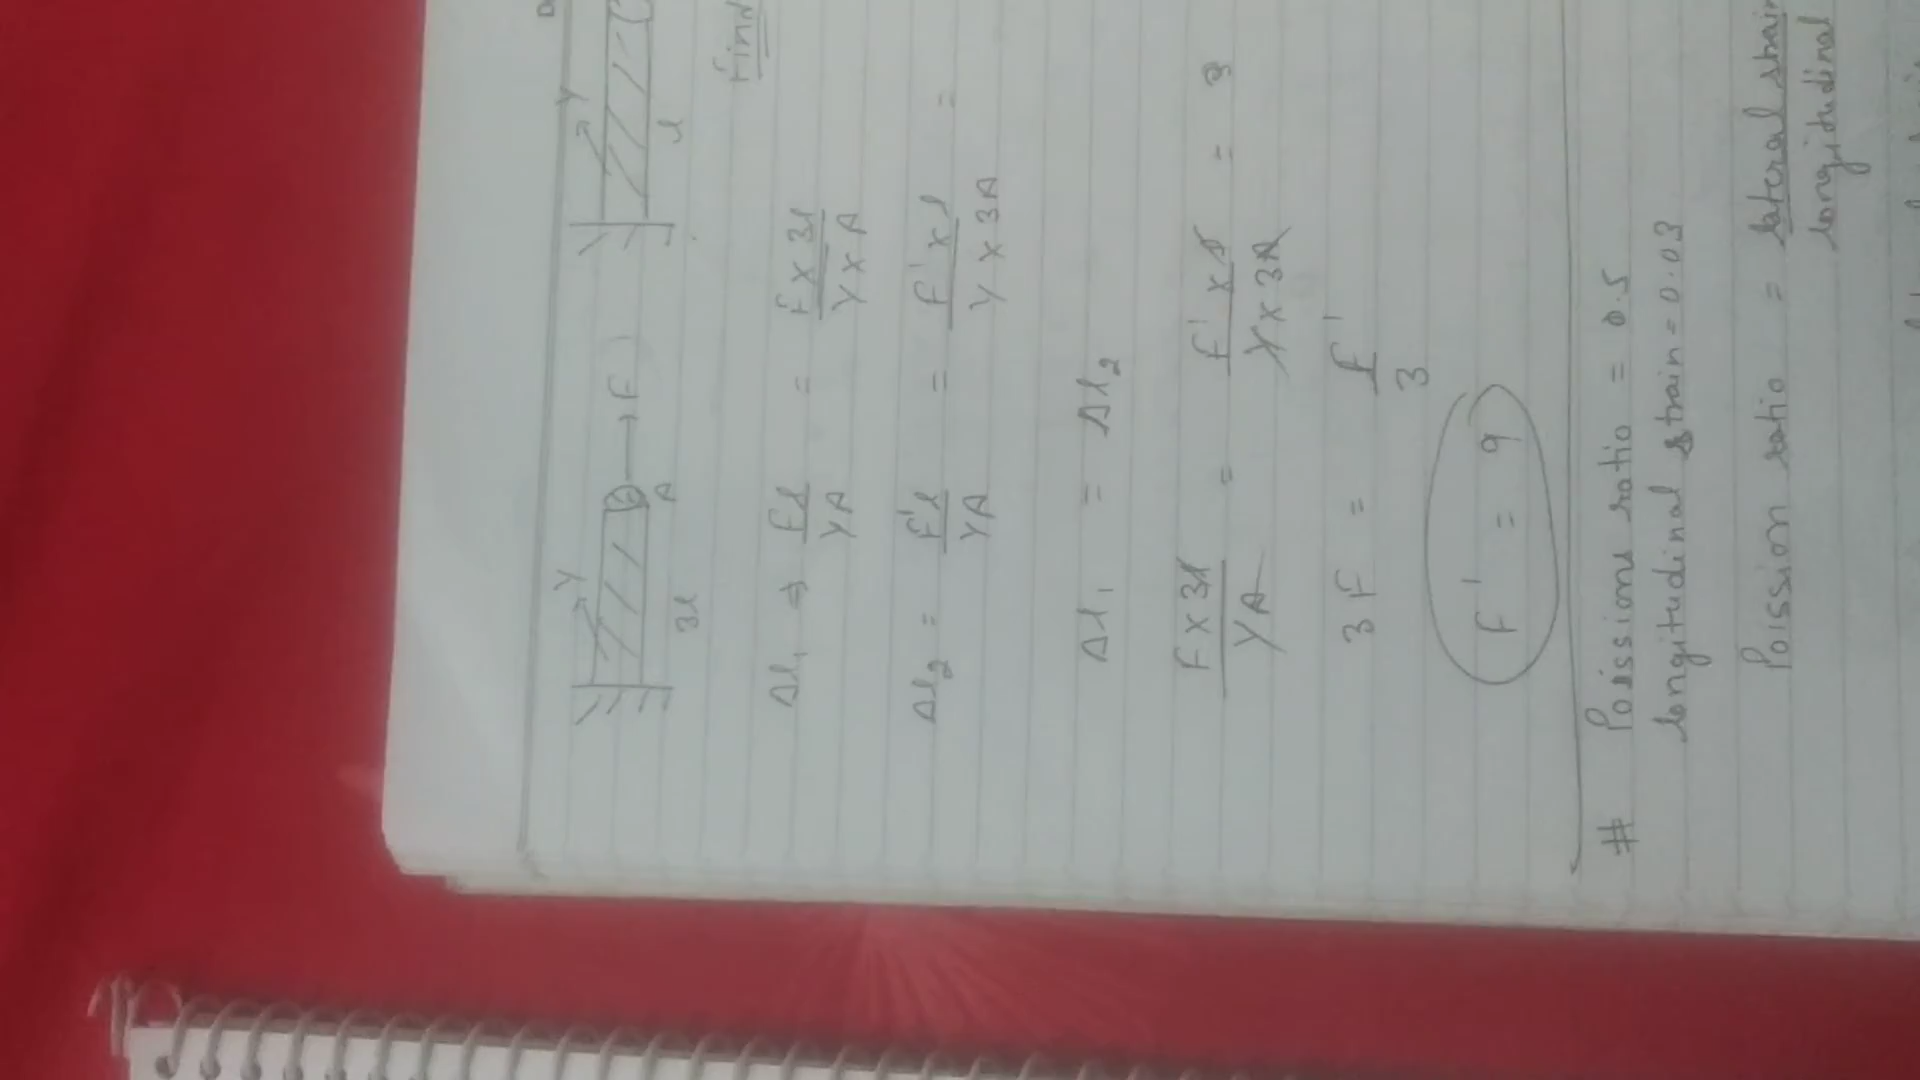 Y Y
→ F
A
3l l
Find
Δl₁ ⇒ Fl/YA = F x 3l/Y x A
Δl₂ = F'l/YA = F' x l/Y x 3A =
Δl₁ = Δl₂
F x 3l/YA = F' x l/Y x 3A =
3F = F'/3
F' = 9
# Poissions ratio = 0.5
longitudinal strain = 0.03
Poission ratio = lateral strain/longitudinal